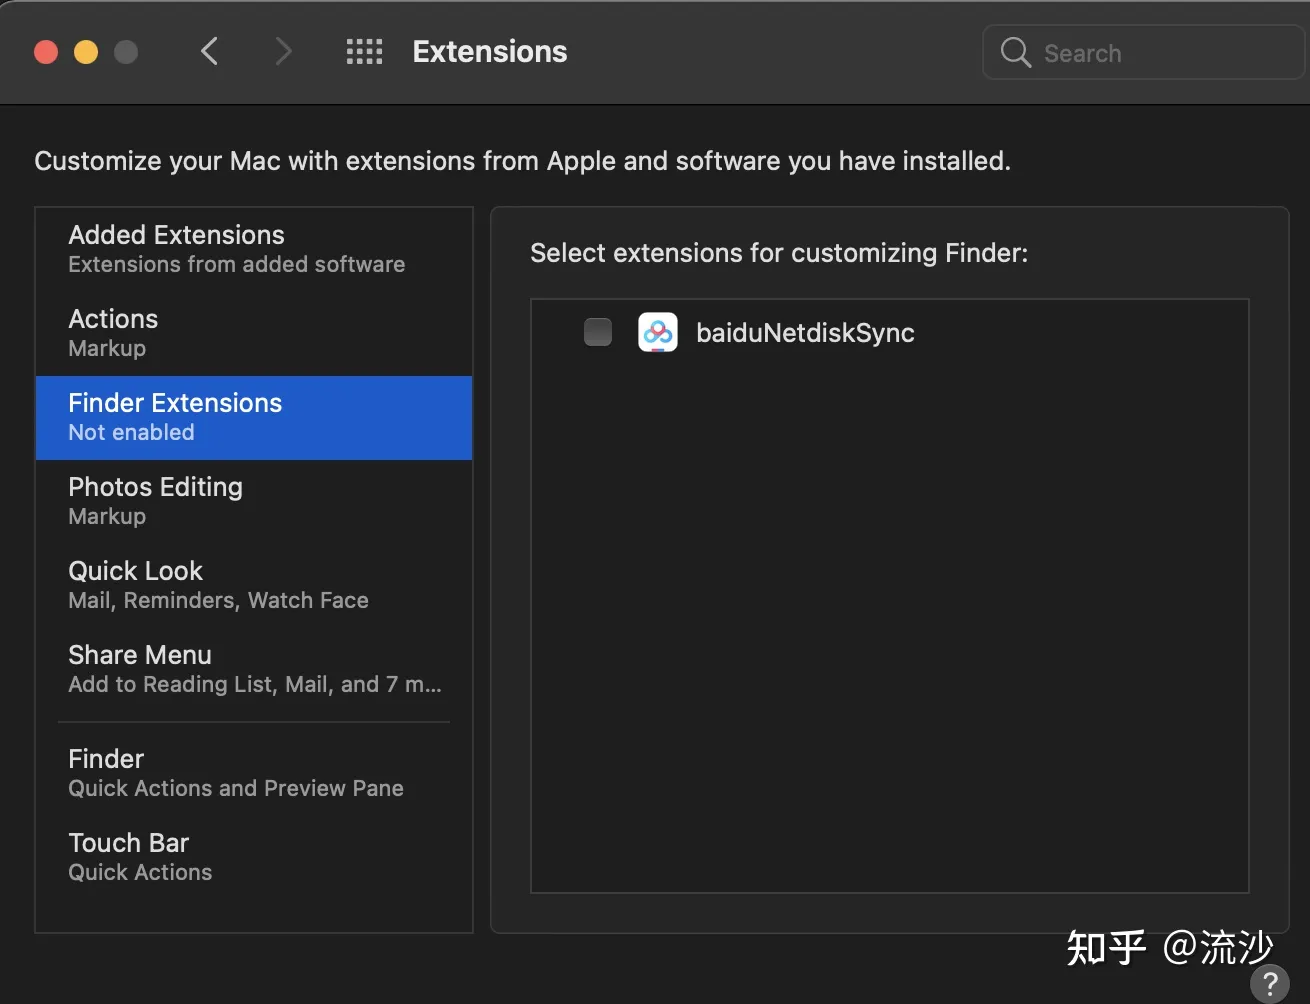 Extensions
Search
Customize your Mac with extensions from Apple and software you have installed.
Added Extensions
Extensions from added software
Actions
Markup
Finder Extensions
Not enabled
Photos Editing
Markup
Quick Look
Mail, Reminders, Watch Face
Share Menu
Add to Reading List, Mail, and 7 m...
Finder
Quick Actions and Preview Pane
Touch Bar
Quick Actions
Select extensions for customizing Finder:
baiduNetdiskSync
知乎 @流沙
?